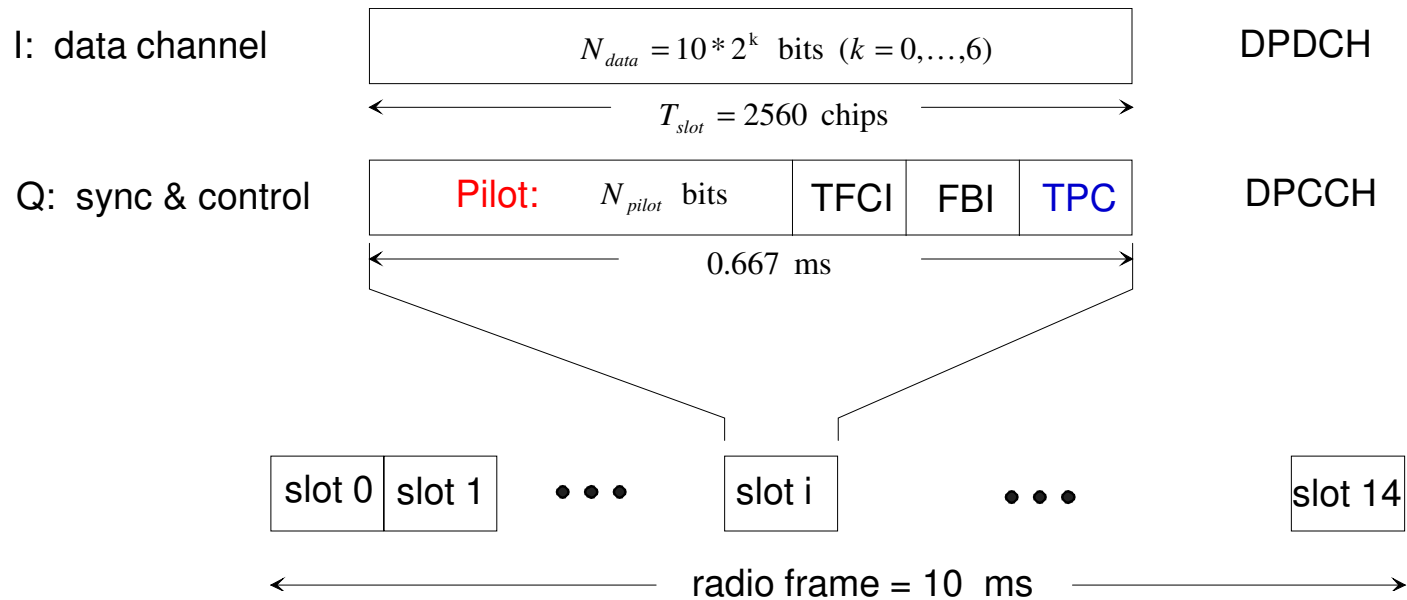 I: data channel N_data = 10 * 2^k bits (k = 0,…,6) DPDCH
T_slot = 2560 chips
Q: sync & control Pilot: N_pilot bits TFCI FBI TPC DPCCH
0.667 ms
slot 0 slot 1 ••• slot i ••• slot 14
radio frame = 10 ms